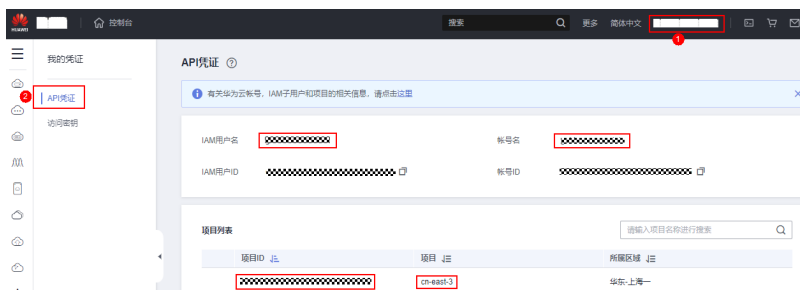 HUAWEI 控制台 搜索 更多 简体中文
1
我的凭证
API凭证
2
API凭证
访问密钥
有关华为云帐号，IAM子用户和项目的相关信息，请点击这里
IAM用户名 帐号名
IAM用户ID 帐号ID
项目列表 请输入项目名称进行搜索
项目ID 项目 所属区域
cn-east-3 华东-上海一